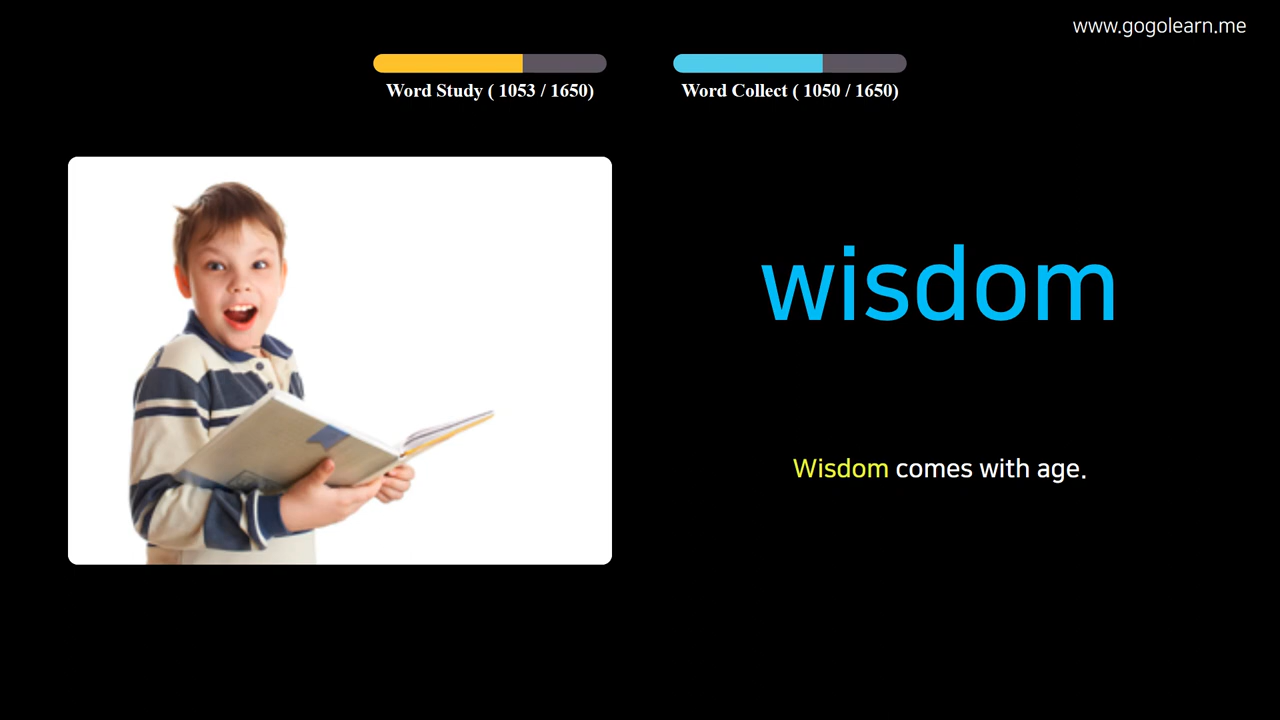 www.gogolearn.me
Word Study ( 1053 / 1650)
Word Collect ( 1050 / 1650)
wisdom
Wisdom comes with age.